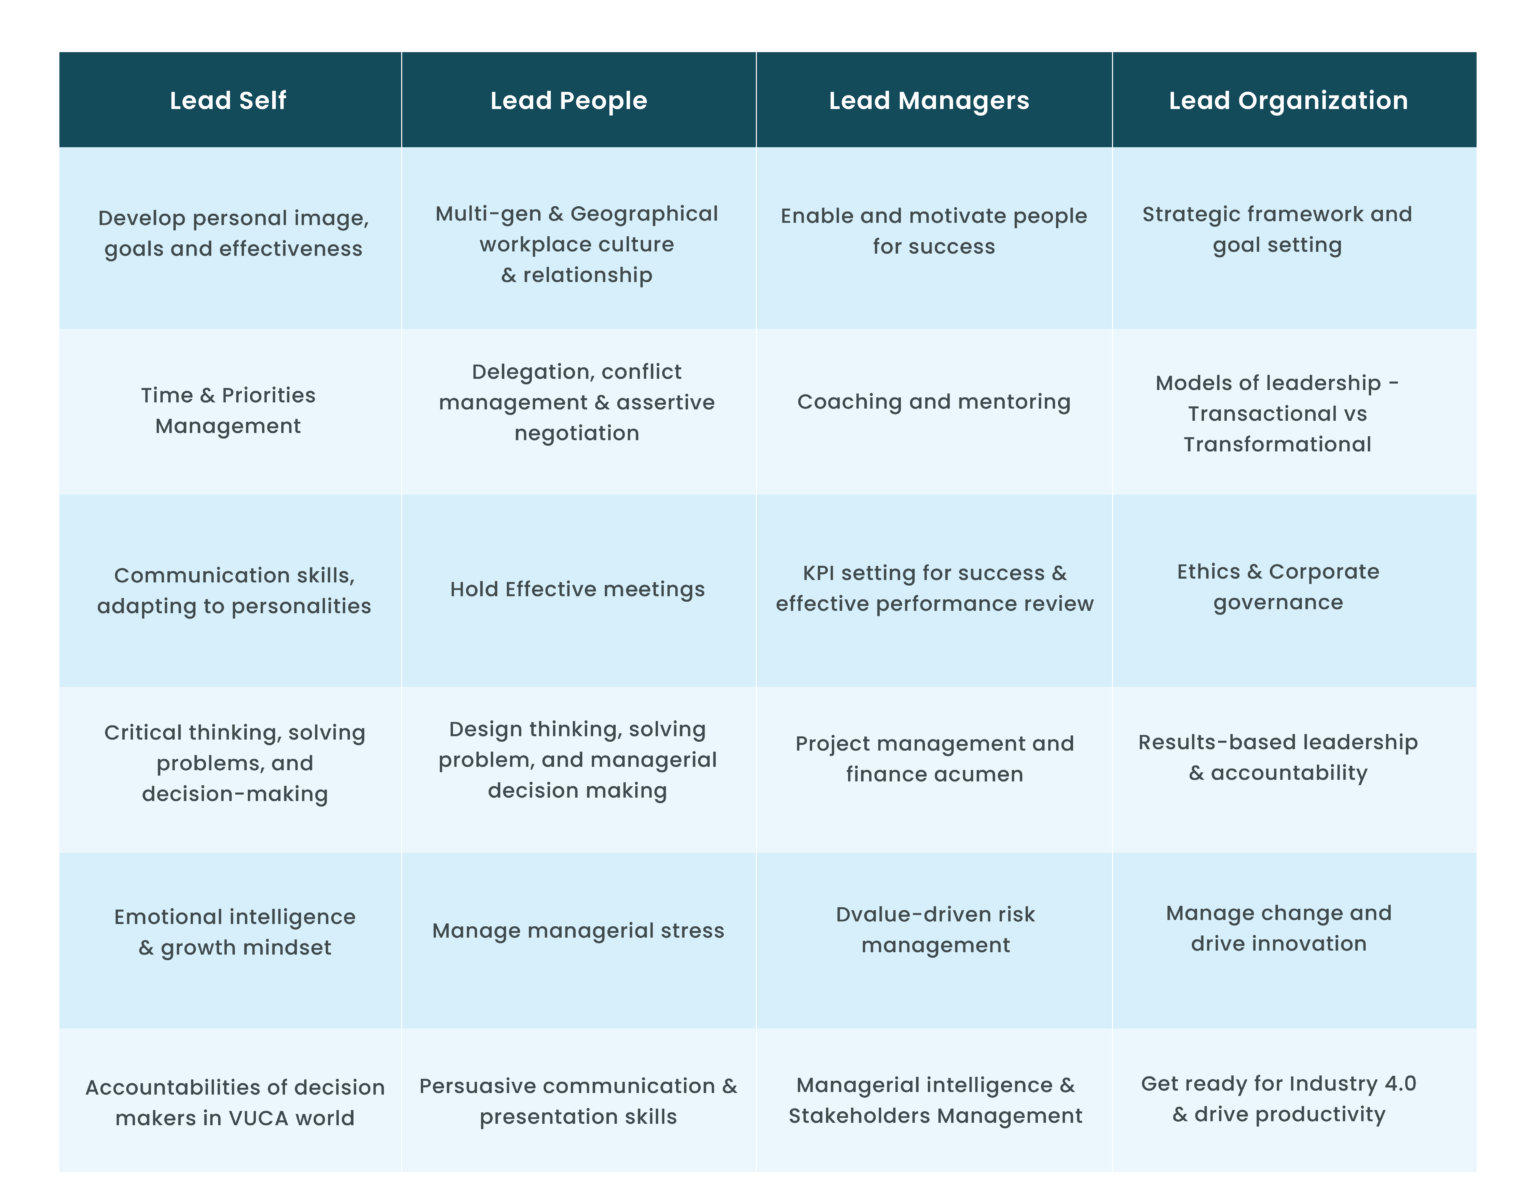 Lead Self
Lead People
Lead Managers
Lead Organization
Develop personal image,
goals and effectiveness
Multi-gen & Geographical
workplace culture
& relationship
Enable and motivate people
for success
Strategic framework and
goal setting
Time & Priorities
Management
Delegation, conflict
management & assertive
negotiation
Coaching and mentoring
Models of leadership -
Transactional vs
Transformational
Communication skills,
adapting to personalities
Hold Effective meetings
KPI setting for success &
effective performance review
Ethics & Corporate
governance
Critical thinking, solving
problems, and
decision-making
Design thinking, solving
problem, and managerial
decision making
Project management and
finance acumen
Results-based leadership
& accountability
Emotional intelligence
& growth mindset
Manage managerial stress
Dvalue-driven risk
management
Manage change and
drive innovation
Accountabilities of decision
makers in VUCA world
Persuasive communication &
presentation skills
Managerial intelligence &
Stakeholders Management
Get ready for Industry 4.0
& drive productivity